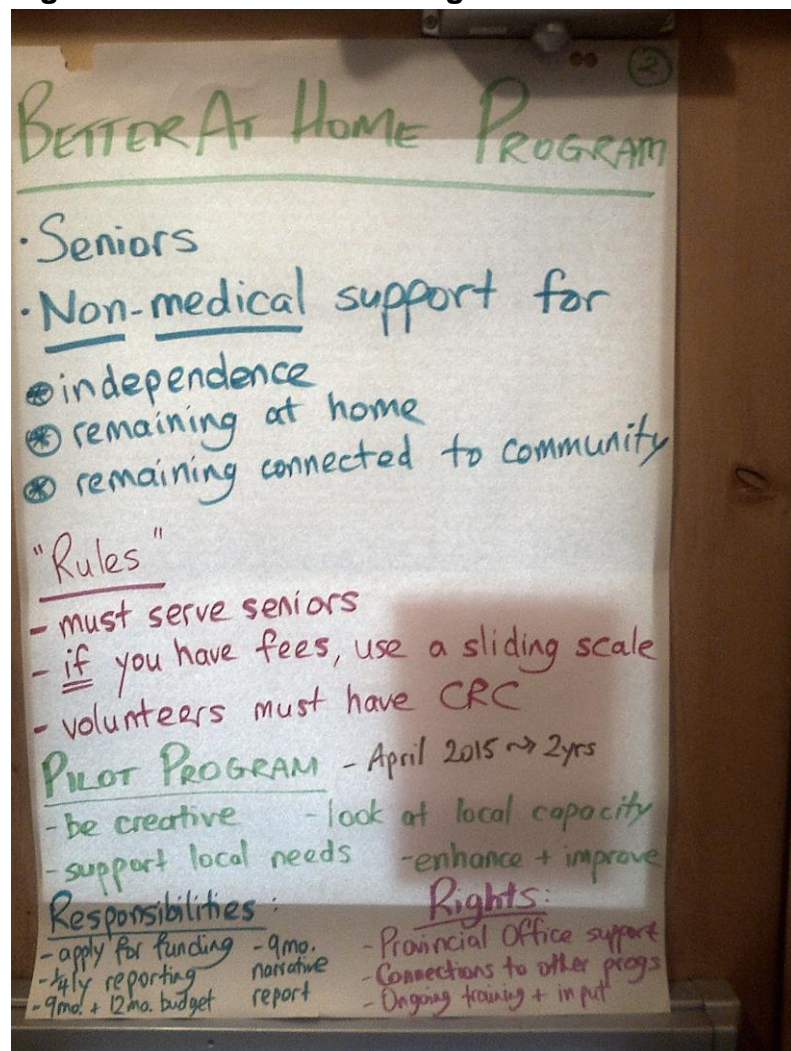 2
BETTER AT HOME PROGRAM
· Seniors
· Non-medical support for
independence
remaining at home
remaining connected to community
"Rules"
- must serve seniors
- if you have fees, use a sliding scale
- volunteers must have CRC
PILOT PROGRAM - April 2015 ⇝ 2yrs
- be creative - look at local capacity
- support local needs - enhance + improve
Responsibilities:
- apply for funding - 9mo.
- 1/4ly reporting narrative
- 9mo. + 12mo. budget report
Rights:
- Provincial Office support
- Connections to other progs
- Ongoing training + input